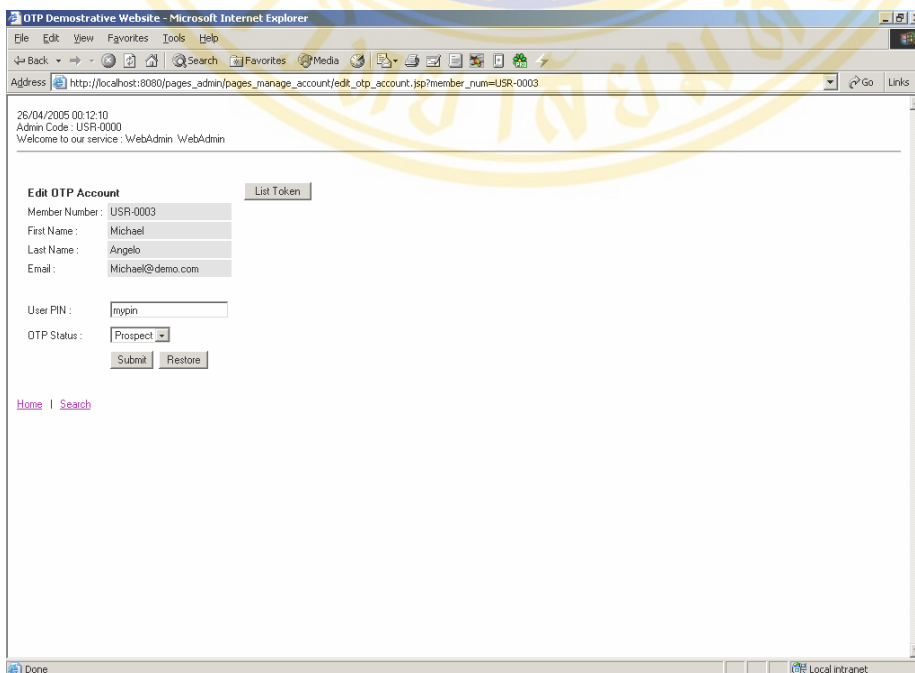 OTP Demostrative Website - Microsoft Internet Explorer
File Edit View Favorites Tools Help
Back Search Favorites Media
Address http://localhost:8080/pages_admin/pages_manage_account/edit_otp_account.jsp?member_num=USR-0003 Go Links
26/04/2005 00:12:10
Admin Code : USR-0000
Welcome to our service : WebAdmin WebAdmin
Edit OTP Account List Token
Member Number : USR-0003
First Name : Michael
Last Name : Angelo
Email : Michael@demo.com
User PIN : mypin
OTP Status : Prospect
Submit Restore
Home | Search
Done Local intranet